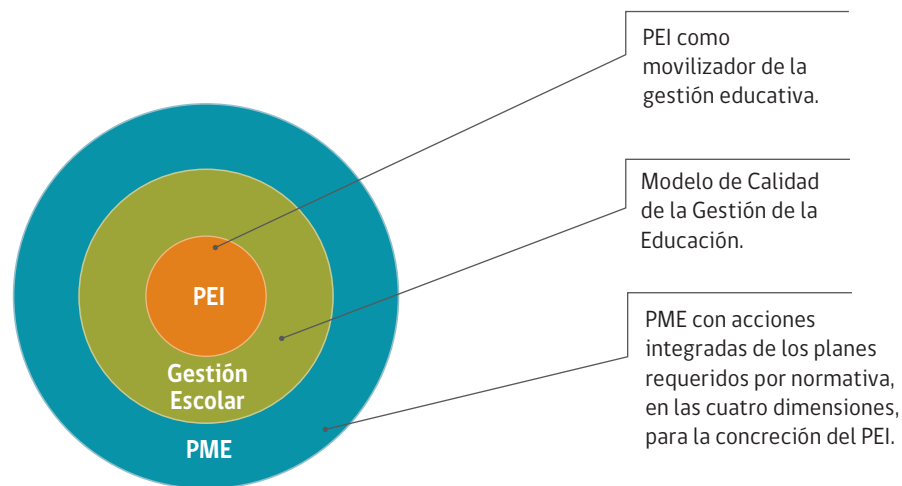 PEI como
movilizador de la
gestión educativa.
Modelo de Calidad
de la Gestión de la
Educación.
PME con acciones
integradas de los planes
requeridos por normativa,
en las cuatro dimensiones,
para la concreción del PEI.
PEI
Gestión
Escolar
PME